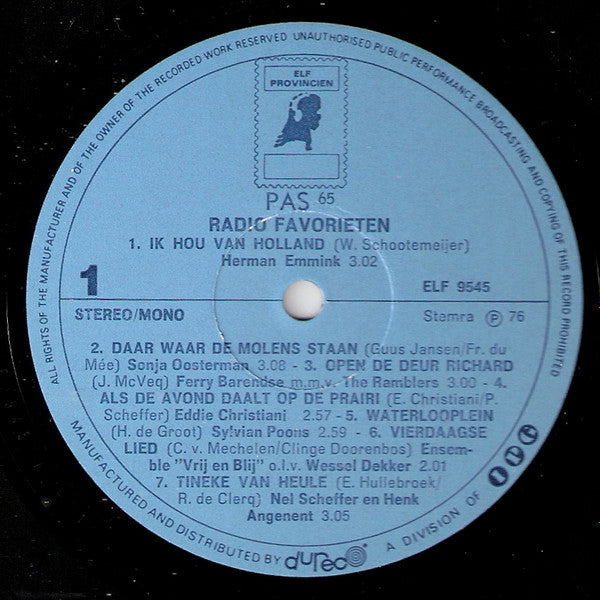 ALL RIGHTS OF THE MANUFACTURER AND OF THE OWNER OF THE RECORDED WORK RESERVED UNAUTHORISED PUBLIC PERFORMANCE BROADCASTING AND COPYING OF THIS RECORD PROHIBITED
ELF
PROVINCIEN
PAS 65
RADIO FAVORIETEN
1. IK HOU VAN HOLLAND (W. Schootemeijer)
Herman Emmink 3.02
1
ELF 9545
STEREO/MONO
Stemra Ⓟ 76
2. DAAR WAAR DE MOLENS STAAN (Guus Jansen/Fr. du
Mée) Sonja Oosterman 3.08 - 3. OPEN DE DEUR RICHARD
(J. McVeq) Ferry Barendse m.m.v. The Ramblers 3.00 - 4.
ALS DE AVOND DAALT OP DE PRAIRI (E. Christiani/P.
Scheffer) Eddie Christiani 2.57 - 5. WATERLOOPLEIN
(H. de Groot) Sylvian Poons 2.59 - 6. VIERDAAGSE
LIED (C. v. Mechelen/Clinge Doorenbos) Ensem-
ble "Vrij en Blij" o.l.v. Wessel Dekker 2.01
7. TINEKE VAN HEULE (E. Hullebroek/
R. de Clerq) Nel Scheffer en Henk
Angenent 3.05
MANUFACTURED AND DISTRIBUTED BY dureco A DIVISION OF